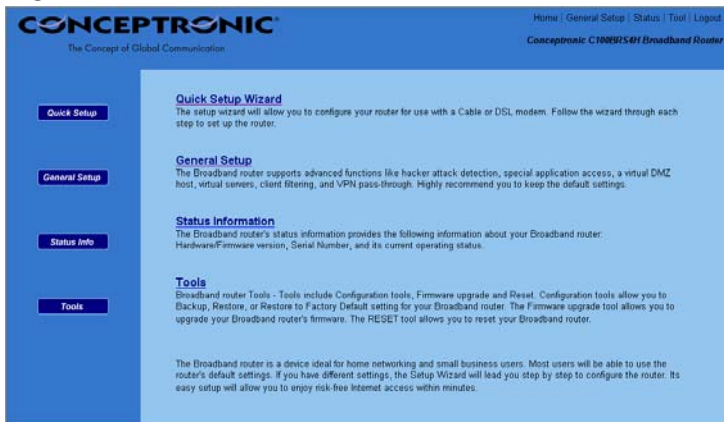 CONCEPTRONIC
The Concept of Global Communication
Home | General Setup | Status | Tool | Logout
Conceptronic C100BRS4H Broadband Router
Quick Setup
Quick Setup Wizard
The setup wizard will allow you to configure your router for use with a Cable or DSL modem. Follow the wizard through each
step to set up the router.
General Setup
General Setup
The Broadband router supports advanced functions like hacker attack detection, special application access, a virtual DMZ
host, virtual servers, client filtering, and VPN pass-through. Highly recommend you to keep the default settings.
Status Info
Status Information
The Broadband router's status information provides the following information about your Broadband router:
Hardware/Firmware version, Serial Number, and its current operating status.
Tools
Tools
Broadband router Tools - Tools include Configuration tools, Firmware upgrade and Reset. Configuration tools allow you to
Backup, Restore, or Restore to Factory Default setting for your Broadband router. The Firmware upgrade tool allows you to
upgrade your Broadband router's firmware. The RESET tool allows you to reset your Broadband router.
The Broadband router is a device ideal for home networking and small business users. Most users will be able to use the
router's default settings. If you have different settings, the Setup Wizard will lead you step by step to configure the router. Its
easy setup will allow you to enjoy risk-free Internet access within minutes.